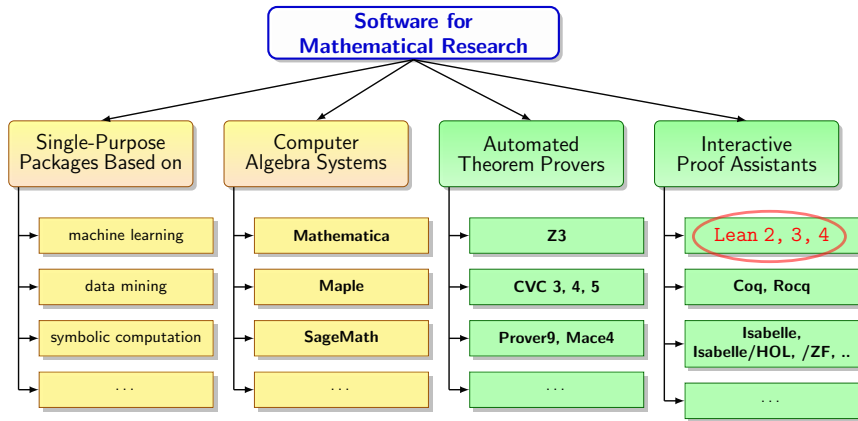 Software for
Mathematical Research
Single-Purpose
Packages Based on
machine learning
data mining
symbolic computation
...
Computer
Algebra Systems
Mathematica
Maple
SageMath
...
Automated
Theorem Provers
Z3
CVC 3, 4, 5
Prover9, Mace4
...
Interactive
Proof Assistants
Lean 2, 3, 4
Coq, Rocq
Isabelle,
Isabelle/HOL, /ZF, ..
...